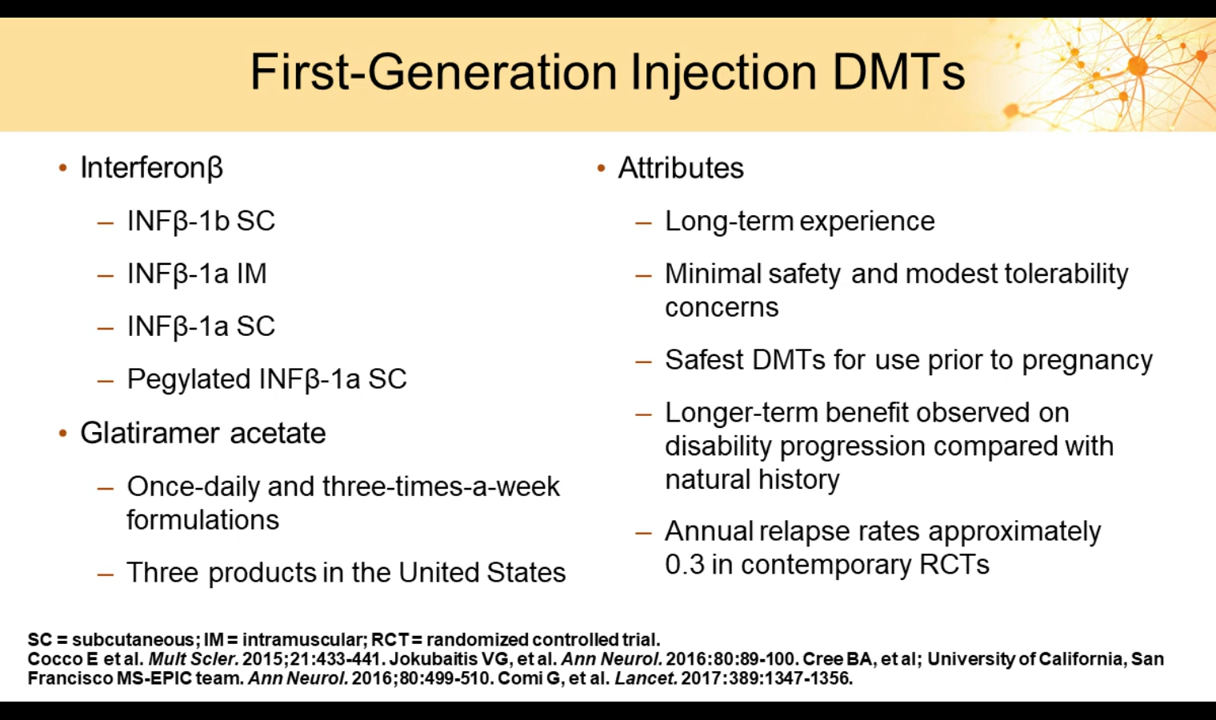 First-Generation Injection DMTs
• Interferonβ
– INFβ-1b SC
– INFβ-1a IM
– INFβ-1a SC
– Pegylated INFβ-1a SC
• Glatiramer acetate
– Once-daily and three-times-a-week
formulations
– Three products in the United States
• Attributes
– Long-term experience
– Minimal safety and modest tolerability
concerns
– Safest DMTs for use prior to pregnancy
– Longer-term benefit observed on
disability progression compared with
natural history
– Annual relapse rates approximately
0.3 in contemporary RCTs
SC = subcutaneous; IM = intramuscular; RCT = randomized controlled trial.
Cocco E et al. Mult Scler. 2015;21:433-441. Jokubaitis VG, et al. Ann Neurol. 2016:80:89-100. Cree BA, et al; University of California, San
Francisco MS-EPIC team. Ann Neurol. 2016;80:499-510. Comi G, et al. Lancet. 2017:389:1347-1356.